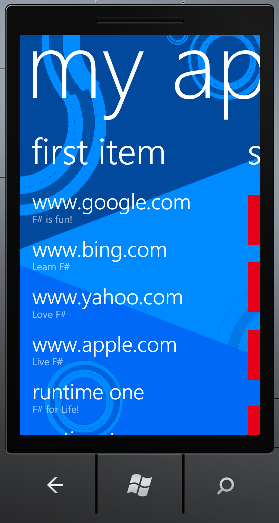 my ap
first item
s
www.google.com
F# is fun!
www.bing.com
Learn F#
www.yahoo.com
Love F#
www.apple.com
Live F#
runtime one
F# for Life!